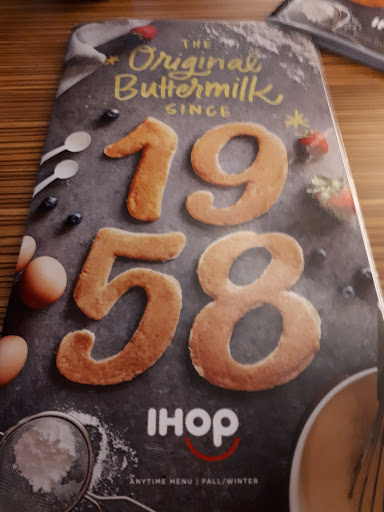 THE
Original
Buttermilk
SINCE
19
58
IHOP
ANYTIME MENU | FALL/WINTER